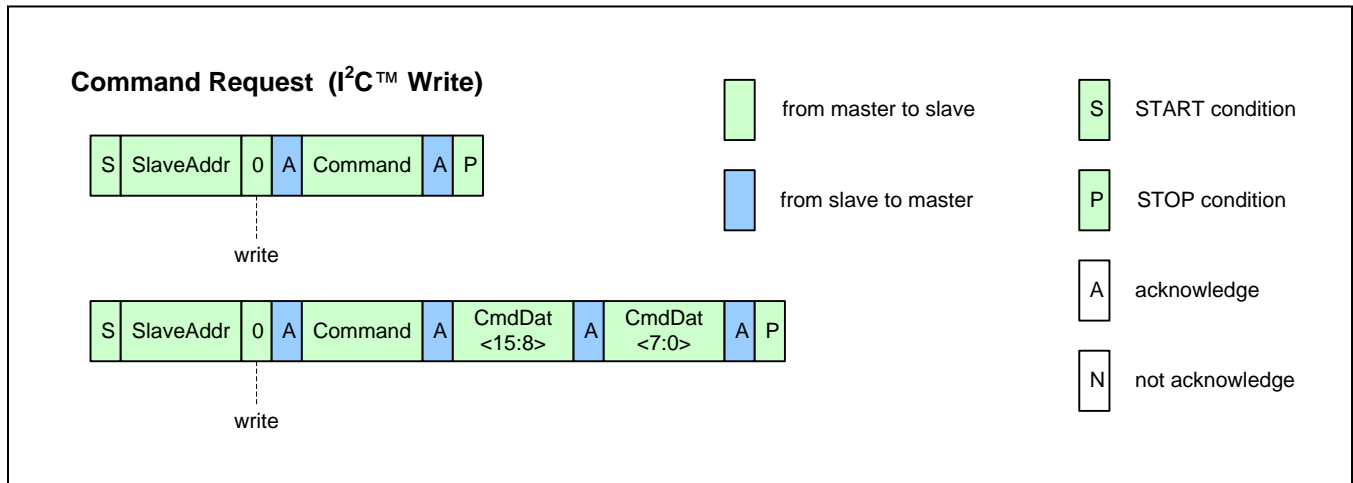 Command Request (I²C™ Write)
S SlaveAddr 0 A Command A P
write
S SlaveAddr 0 A Command A CmdDat <15:8> A CmdDat <7:0> A P
write
from master to slave
from slave to master
S START condition
P STOP condition
A acknowledge
N not acknowledge